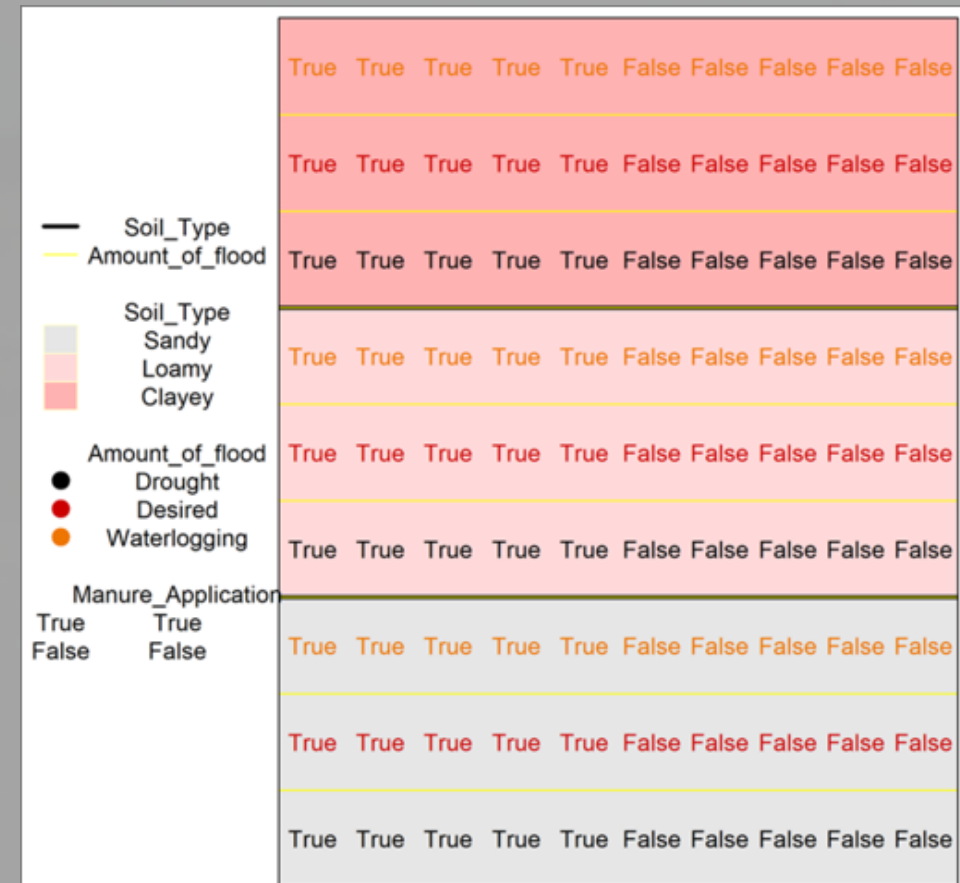 Soil_Type
Amount_of_flood
Soil_Type
Sandy
Loamy
Clayey
Amount_of_flood
Drought
Desired
Waterlogging
Manure_Application
True True
False False
True True True True True False False False False False
True True True True True False False False False False
True True True True True False False False False False
True True True True True False False False False False
True True True True True False False False False False
True True True True True False False False False False
True True True True True False False False False False
True True True True True False False False False False
True True True True True False False False False False